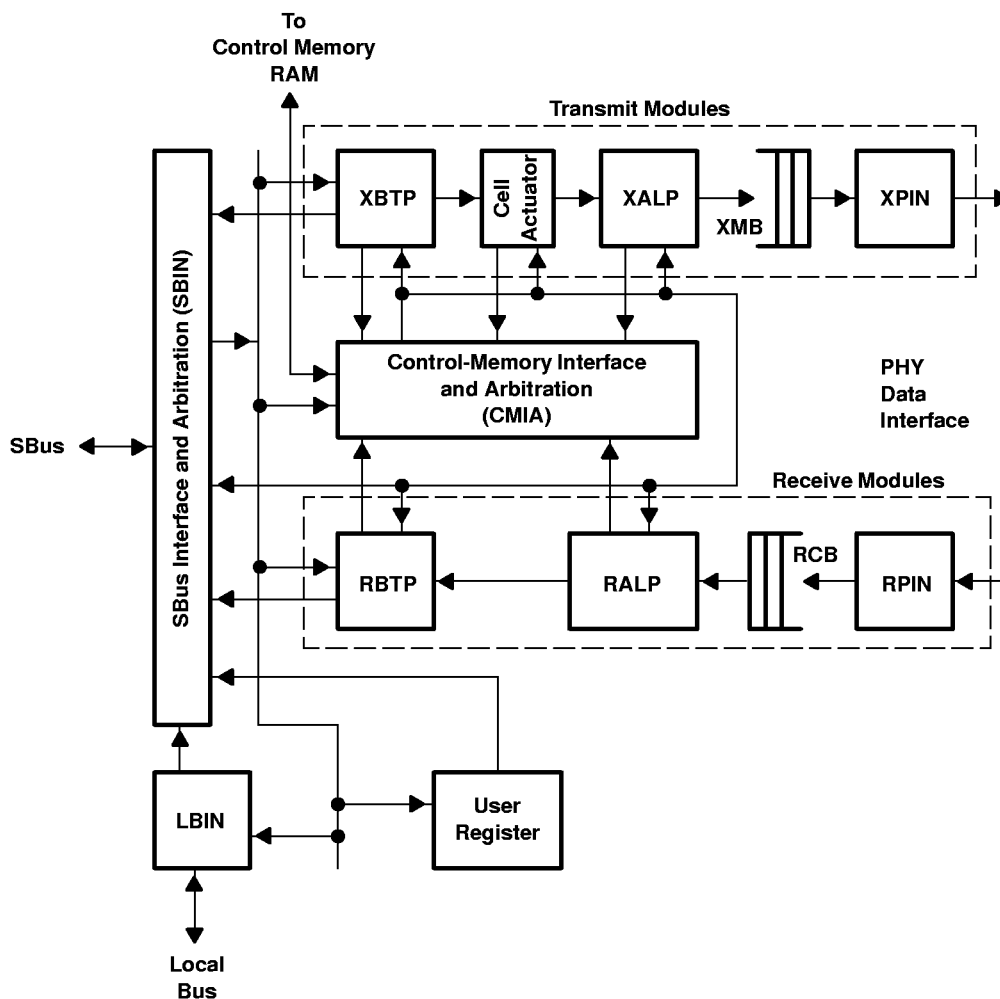 To
Control Memory
RAM
Transmit Modules
XBTP
Cell
Actuator
XALP
XMB
XPIN
SBus Interface and Arbitration (SBIN)
Control-Memory Interface
and Arbitration
(CMIA)
PHY
Data
Interface
SBus
Receive Modules
RBTP
RALP
RCB
RPIN
LBIN
User
Register
Local
Bus